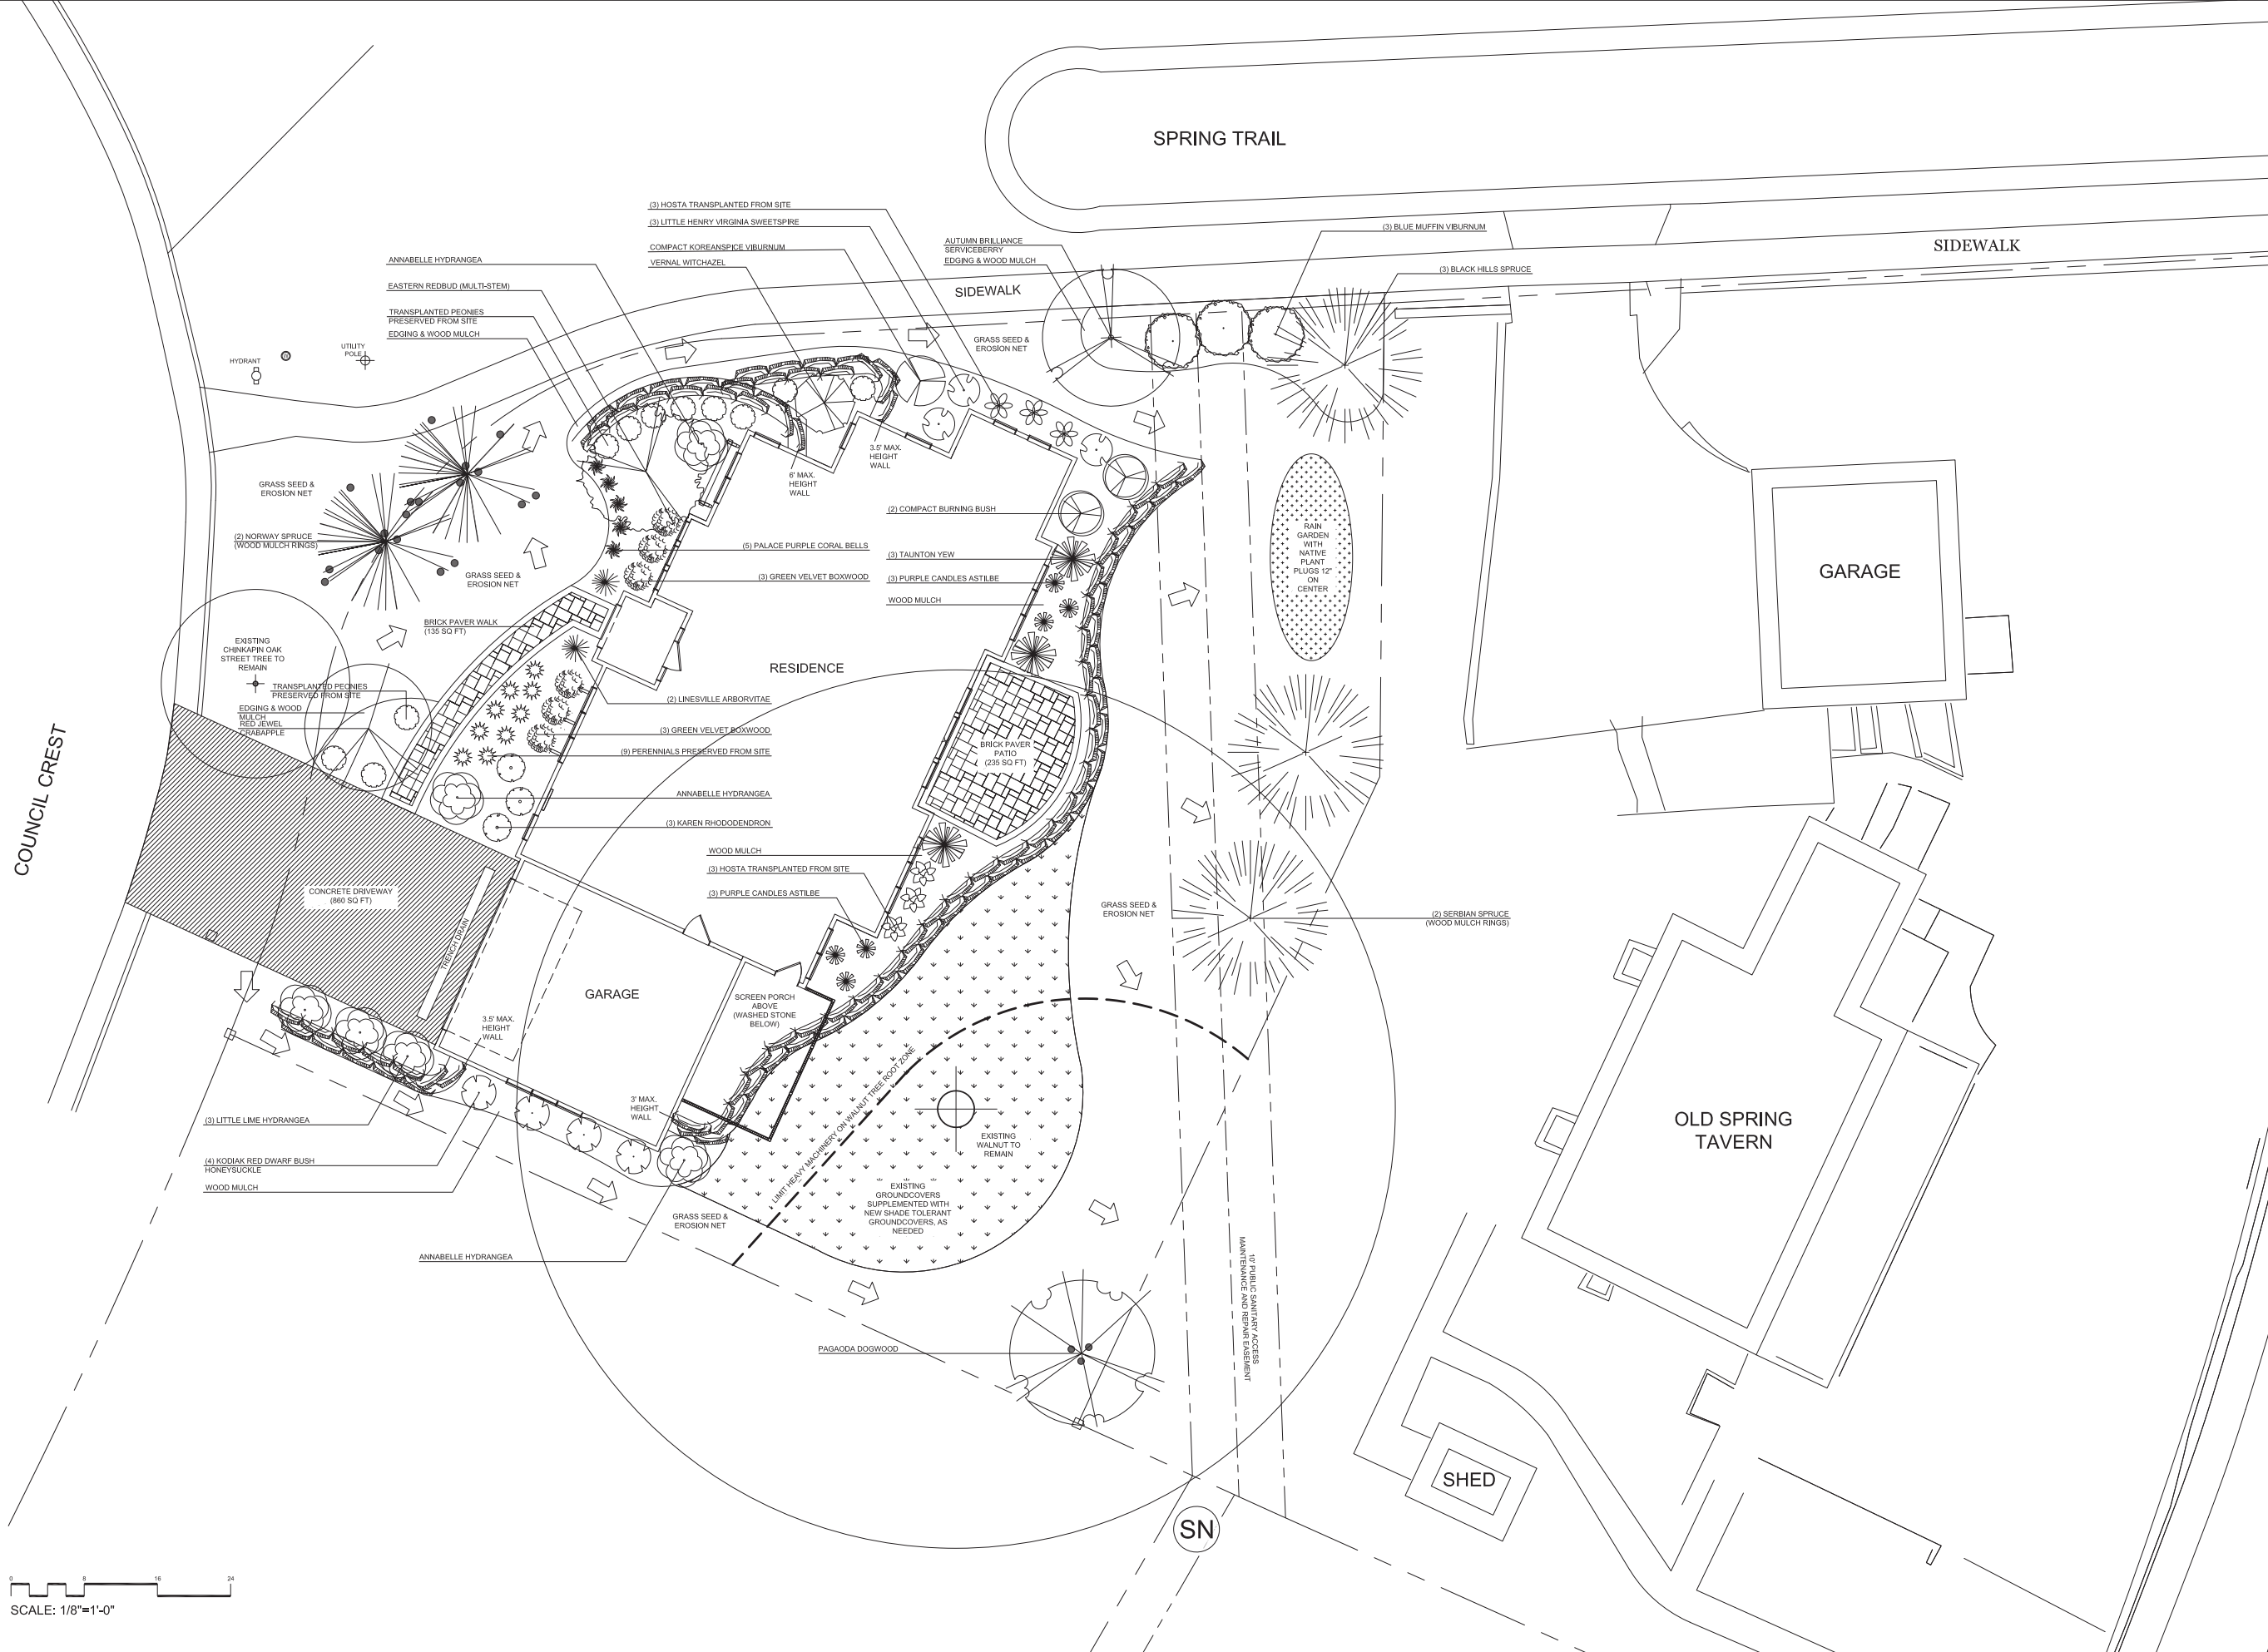 SPRING TRAIL
(3) HOSTA TRANSPLANTED FROM SITE
(3) LITTLE HENRY VIRGINIA SWEETSPIRE
COMPACT KOREANSPICE VIBURNUM
VERNAL WITCHAZEL
AUTUMN BRILLIANCE
SERVICEBERRY
EDGING & WOOD MULCH
(3) BLUE MUFFIN VIBURNUM
(3) BLACK HILLS SPRUCE
SIDEWALK
SIDEWALK
ANNABELLE HYDRANGEA
EASTERN REDBUD (MULTI-STEM)
TRANSPLANTED PEONIES
PRESERVED FROM SITE
EDGING & WOOD MULCH
UTILITY
POLE
HYDRANT
GRASS SEED &
EROSION NET
3.5' MAX.
HEIGHT
WALL
6' MAX.
HEIGHT
WALL
GRASS SEED &
EROSION NET
(2) NORWAY SPRUCE
(WOOD MULCH RINGS)
GRASS SEED &
EROSION NET
(2) COMPACT BURNING BUSH
(5) PALACE PURPLE CORAL BELLS
(3) TAUNTON YEW
(3) GREEN VELVET BOXWOOD
(3) PURPLE CANDLES ASTILBE
WOOD MULCH
RAIN
GARDEN
WITH
NATIVE
PLANT
PLUGS 12"
ON
CENTER
GARAGE
BRICK PAVER WALK
(135 SQ FT)
EXISTING
CHINKAPIN OAK
STREET TREE TO
REMAIN
TRANSPLANTED PEONIES
PRESERVED FROM SITE
EDGING & WOOD
MULCH
RED JEWEL
CRABAPPLE
RESIDENCE
(2) LINESVILLE ARBORVITAE
(3) GREEN VELVET BOXWOOD
(9) PERENNIALS PRESERVED FROM SITE
ANNABELLE HYDRANGEA
(3) KAREN RHODODENDRON
BRICK PAVER
PATIO
(235 SQ FT)
COUNCIL CREST
WOOD MULCH
(3) HOSTA TRANSPLANTED FROM SITE
(3) PURPLE CANDLES ASTILBE
CONCRETE DRIVEWAY
(860 SQ FT)
TRENCH DRAIN
GRASS SEED &
EROSION NET
(2) SERBIAN SPRUCE
(WOOD MULCH RINGS)
GARAGE
SCREEN PORCH
ABOVE
(WASHED STONE
BELOW)
3.5' MAX.
HEIGHT
WALL
3' MAX.
HEIGHT
WALL
LIMIT HEAVY MACHINERY ON WALNUT TREE ROOT ZONE
EXISTING
WALNUT TO
REMAIN
OLD SPRING
TAVERN
(3) LITTLE LIME HYDRANGEA
(4) KODIAK RED DWARF BUSH
HONEYSUCKLE
WOOD MULCH
EXISTING
GROUNDCOVERS
SUPPLEMENTED WITH
NEW SHADE TOLERANT
GROUNDCOVERS, AS
NEEDED
GRASS SEED &
EROSION NET
ANNABELLE HYDRANGEA
10' PUBLIC SANITARY ACCESS
MAINTENANCE AND REPAIR EASEMENT
PAGAODA DOGWOOD
SHED
SN
0 8 16 24
SCALE: 1/8"=1'-0"